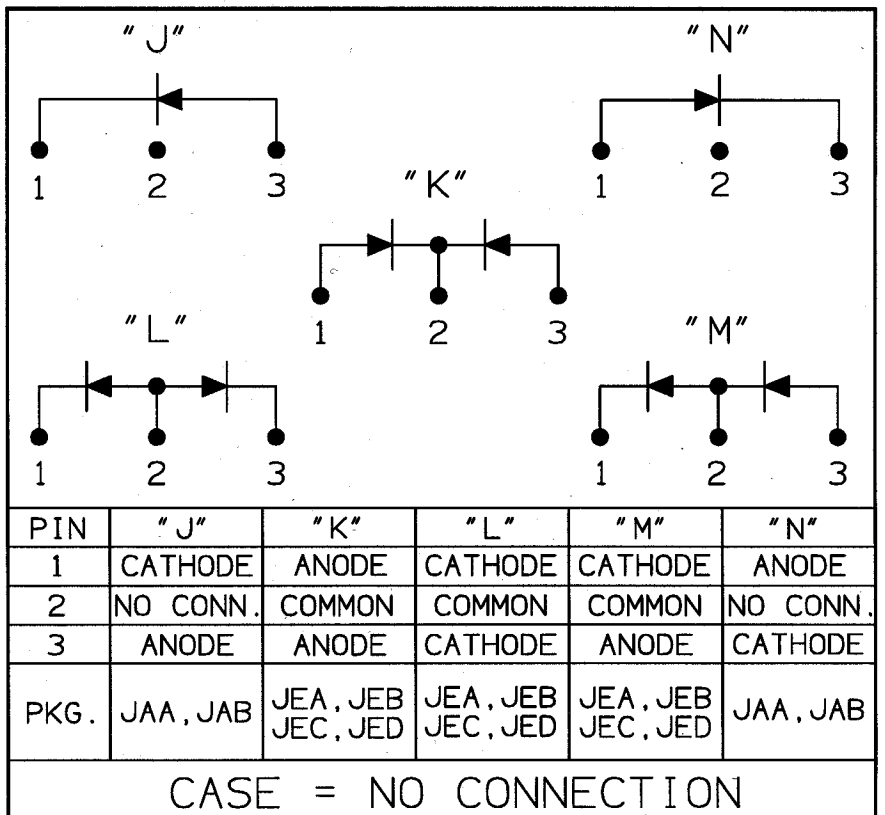 "J" "N"
1 2 3 1 2 3
"K"
1 2 3
"L" "M"
1 2 3 1 2 3
PIN "J" "K" "L" "M" "N"
1 CATHODE ANODE CATHODE CATHODE ANODE
2 NO CONN. COMMON COMMON COMMON NO CONN.
3 ANODE ANODE CATHODE ANODE CATHODE
PKG. JAA,JAB JEA,JEB JEA,JEB JEA,JEB JAA,JAB
JEC,JED JEC,JED JEC,JED
CASE = NO CONNECTION